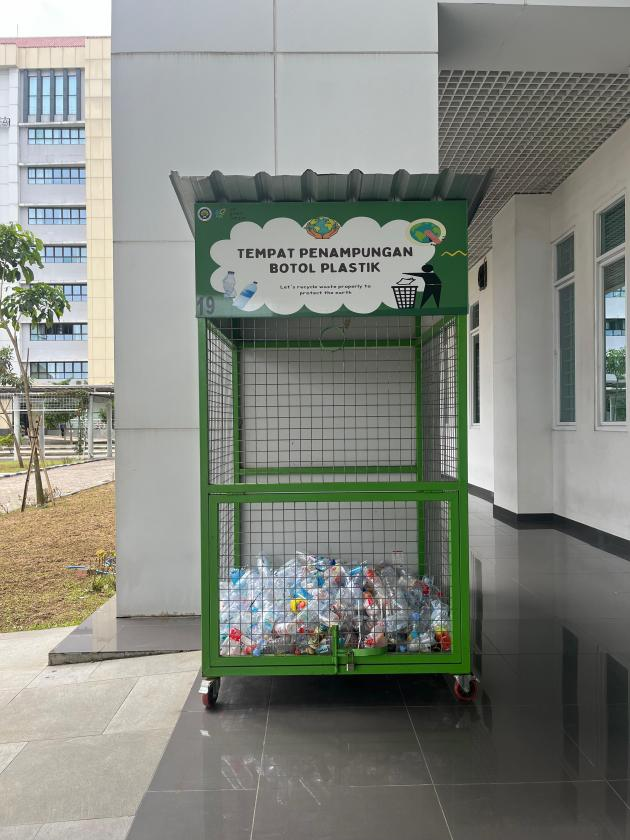 TEMPAT PENAMPUNGAN
BOTOL PLASTIK
Let's recycle waste properly to
protect the earth
19